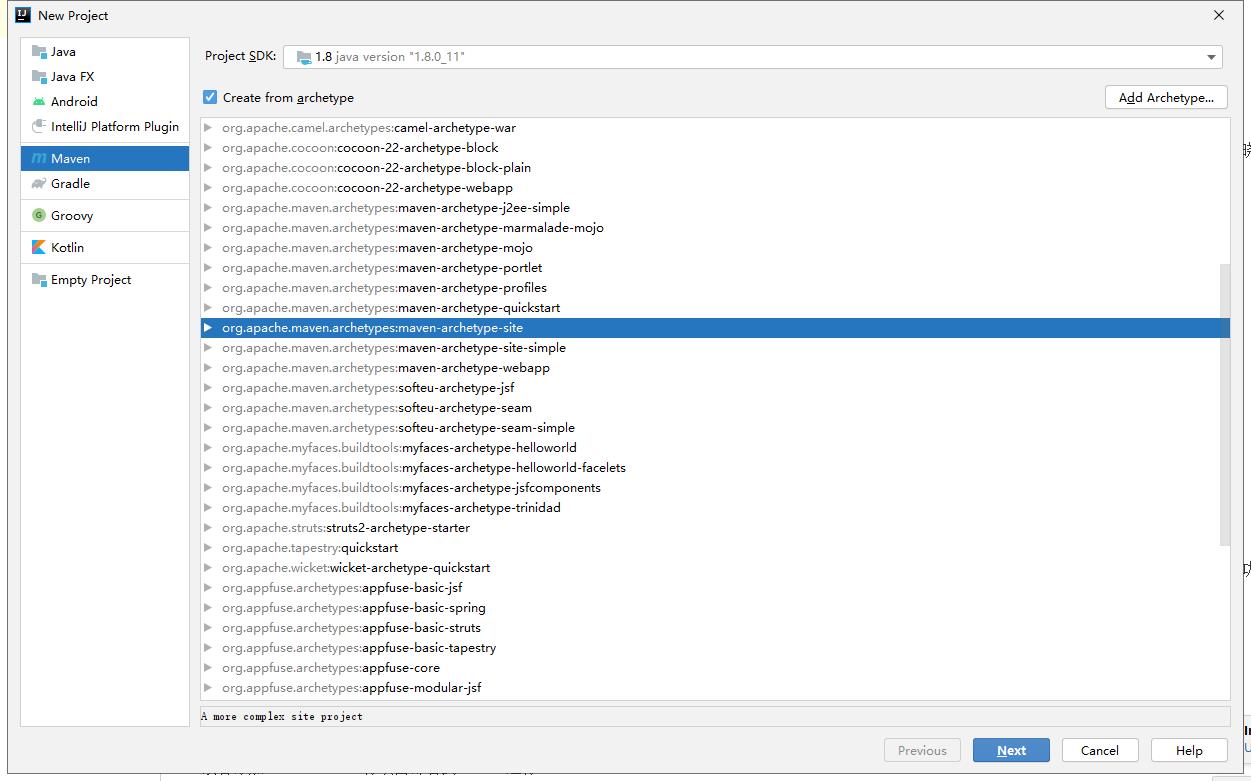 New Project
Java
Java FX
Android
IntelliJ Platform Plugin
Maven
Gradle
Groovy
Kotlin
Empty Project
Project SDK: 1.8 java version "1.8.0_11"
Create from archetype
Add Archetype...
org.apache.camel.archetypes:camel-archetype-war
org.apache.cocoon:cocoon-22-archetype-block
org.apache.cocoon:cocoon-22-archetype-block-plain
org.apache.cocoon:cocoon-22-archetype-webapp
org.apache.maven.archetypes:maven-archetype-j2ee-simple
org.apache.maven.archetypes:maven-archetype-marmalade-mojo
org.apache.maven.archetypes:maven-archetype-mojo
org.apache.maven.archetypes:maven-archetype-portlet
org.apache.maven.archetypes:maven-archetype-profiles
org.apache.maven.archetypes:maven-archetype-quickstart
org.apache.maven.archetypes:maven-archetype-site
org.apache.maven.archetypes:maven-archetype-site-simple
org.apache.maven.archetypes:maven-archetype-webapp
org.apache.maven.archetypes:softeu-archetype-jsf
org.apache.maven.archetypes:softeu-archetype-seam
org.apache.maven.archetypes:softeu-archetype-seam-simple
org.apache.myfaces.buildtools:myfaces-archetype-helloworld
org.apache.myfaces.buildtools:myfaces-archetype-helloworld-facelets
org.apache.myfaces.buildtools:myfaces-archetype-jsfcomponents
org.apache.myfaces.buildtools:myfaces-archetype-trinidad
org.apache.struts:struts2-archetype-starter
org.apache.tapestry:quickstart
org.apache.wicket:wicket-archetype-quickstart
org.appfuse.archetypes:appfuse-basic-jsf
org.appfuse.archetypes:appfuse-basic-spring
org.appfuse.archetypes:appfuse-basic-struts
org.appfuse.archetypes:appfuse-basic-tapestry
org.appfuse.archetypes:appfuse-core
org.appfuse.archetypes:appfuse-modular-jsf
A more complex site project
Previous Next Cancel Help